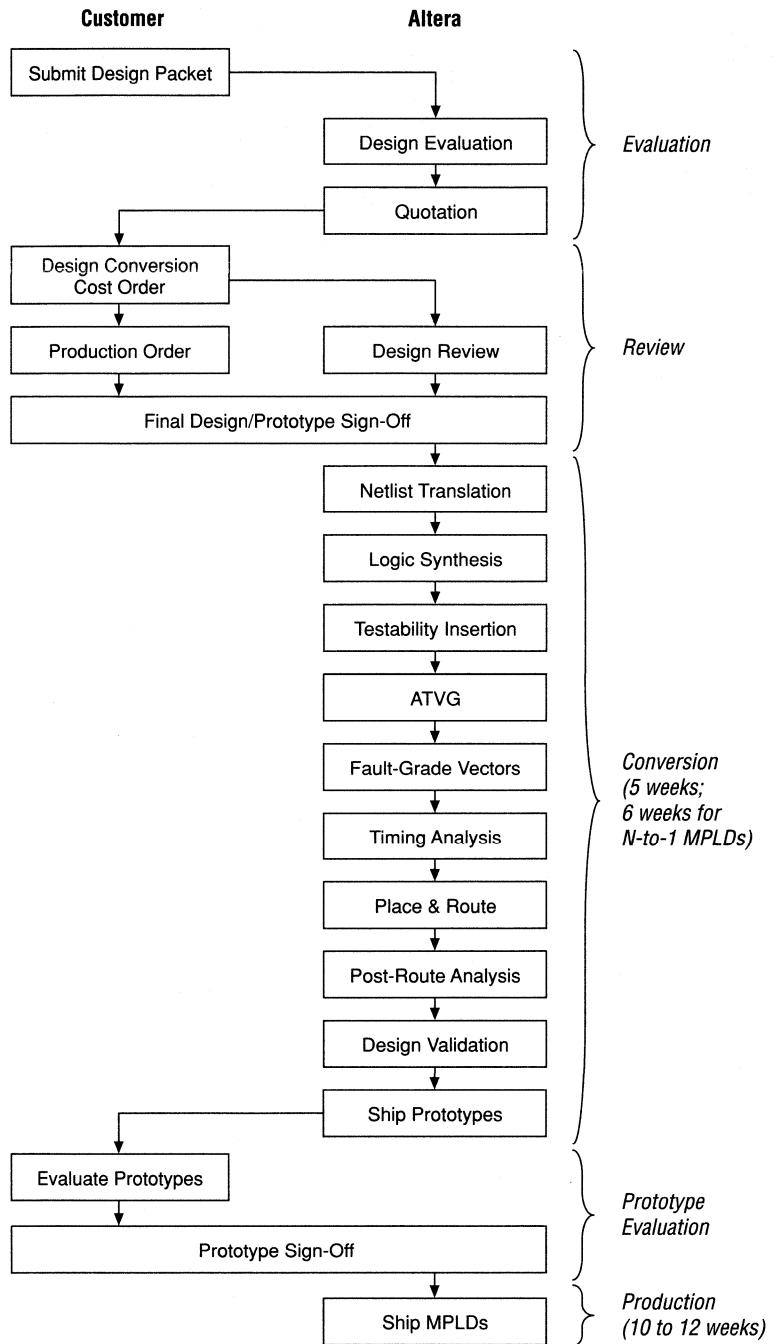 Customer
Altera
Submit Design Packet
Design Evaluation
Quotation
Evaluation
Design Conversion
Cost Order
Production Order
Design Review
Final Design/Prototype Sign-Off
Review
Netlist Translation
Logic Synthesis
Testability Insertion
ATVG
Fault-Grade Vectors
Timing Analysis
Place & Route
Post-Route Analysis
Design Validation
Ship Prototypes
Conversion
(5 weeks;
6 weeks for
N-to-1 MPLDs)
Evaluate Prototypes
Prototype Sign-Off
Prototype
Evaluation
Ship MPLDs
Production
(10 to 12 weeks)